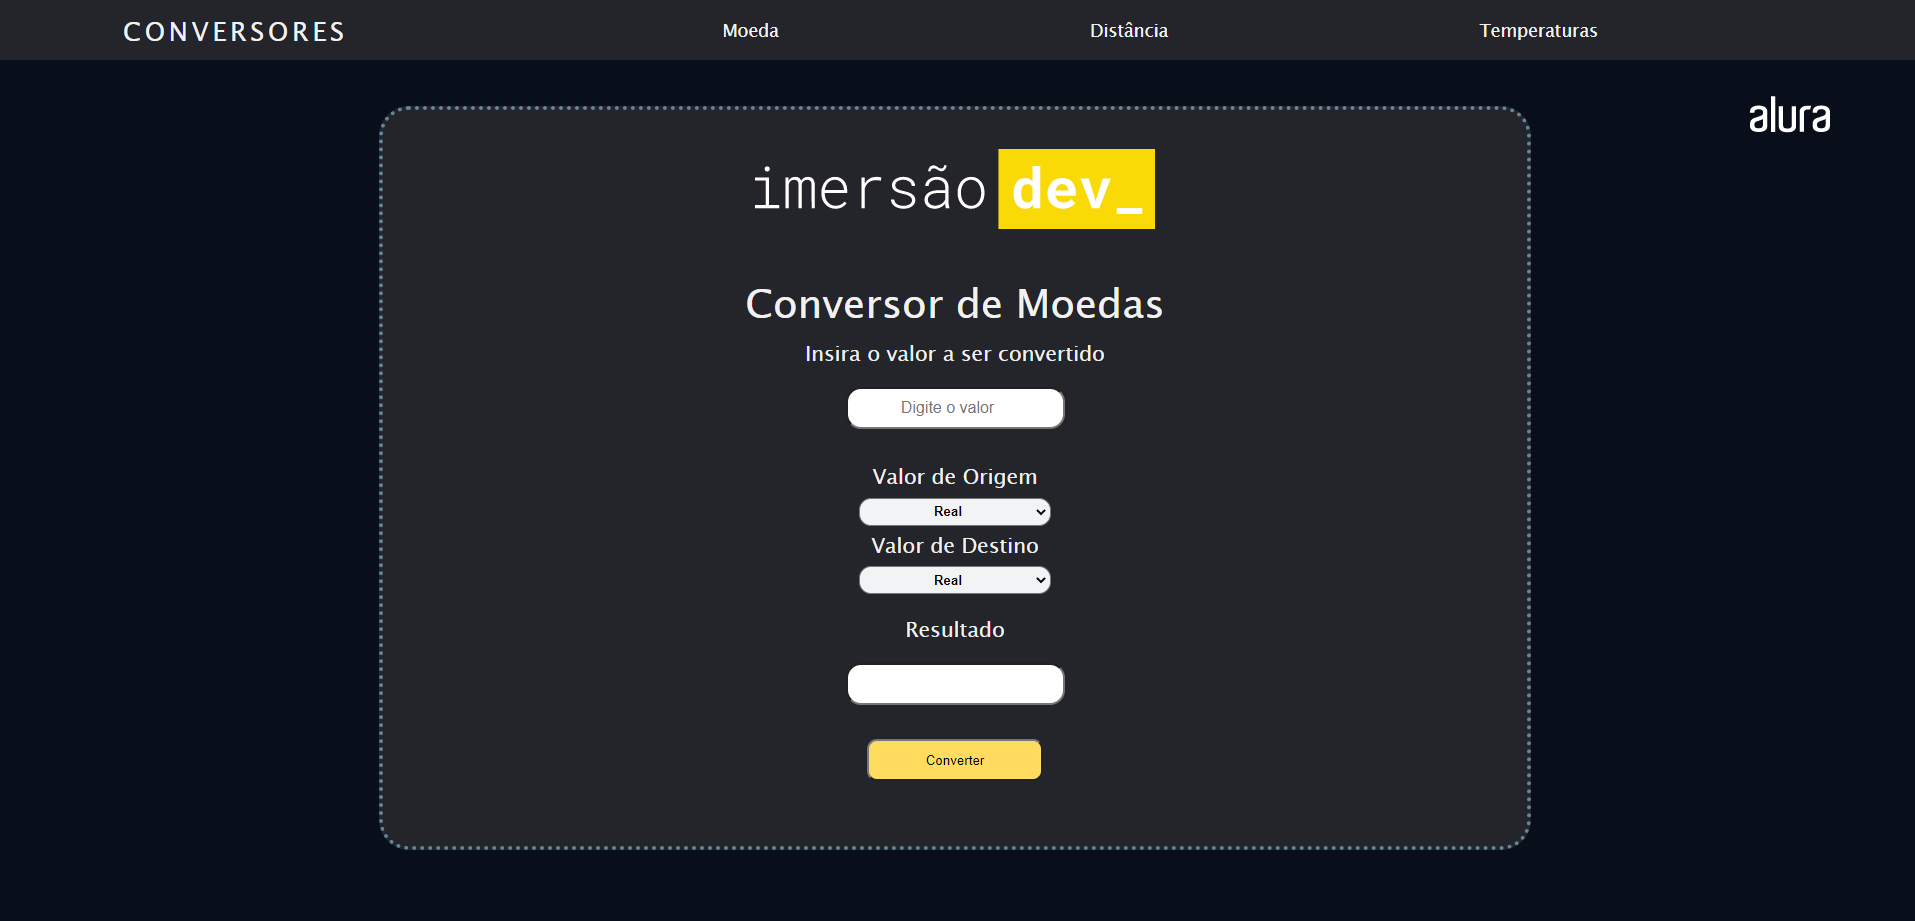 CONVERSORES Moeda Distância Temperaturas
alura
imersão dev_
Conversor de Moedas
Insira o valor a ser convertido
Digite o valor
Valor de Origem
Real
Valor de Destino
Real
Resultado
Converter